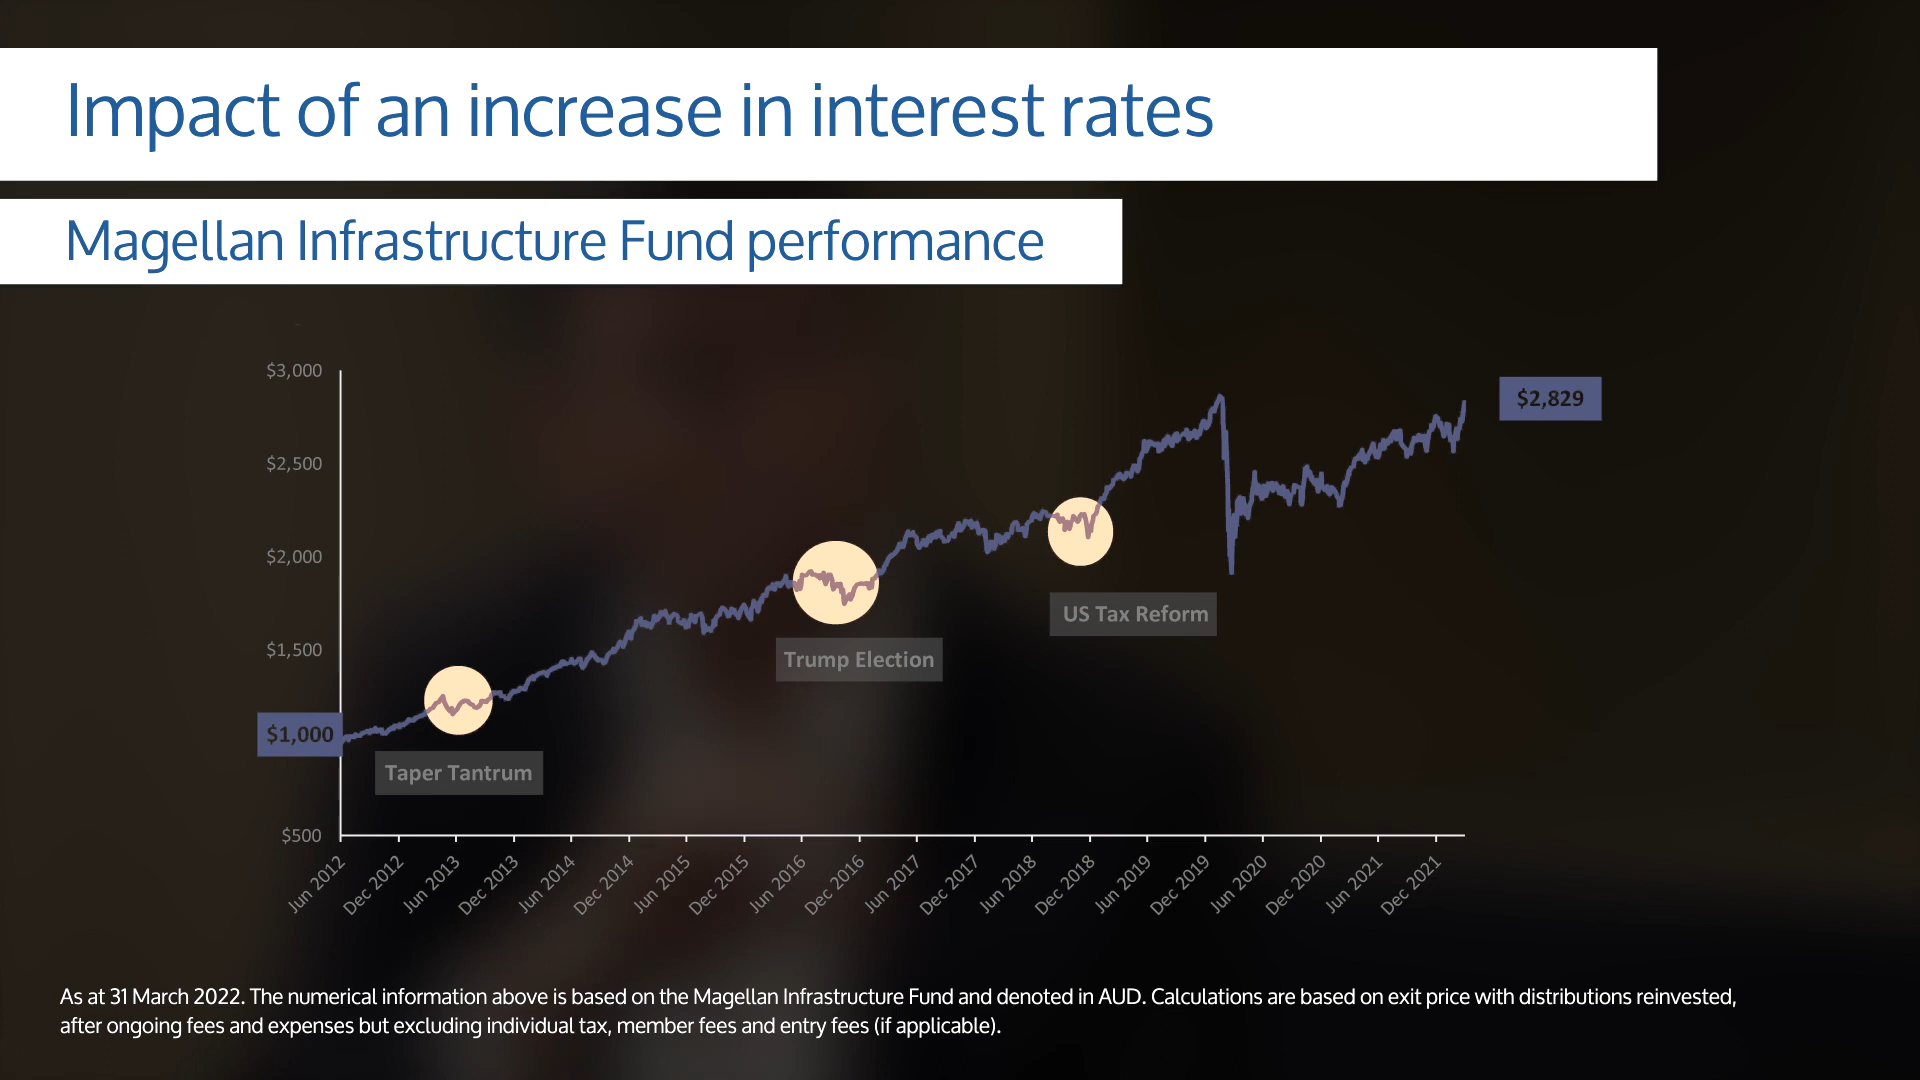 Impact of an increase in interest rates
Magellan Infrastructure Fund performance
$3,000
$2,829
$2,500
$2,000
US Tax Reform
$1,500
Trump Election
$1,000
Taper Tantrum
$500
Jun 2012
Dec 2012
Jun 2013
Dec 2013
Jun 2014
Dec 2014
Jun 2015
Dec 2015
Jun 2016
Dec 2016
Jun 2017
Dec 2017
Jun 2018
Dec 2018
Jun 2019
Dec 2019
Jun 2020
Dec 2020
Jun 2021
Dec 2021
As at 31 March 2022. The numerical information above is based on the Magellan Infrastructure Fund and denoted in AUD. Calculations are based on exit price with distributions reinvested,
after ongoing fees and expenses but excluding individual tax, member fees and entry fees (if applicable).